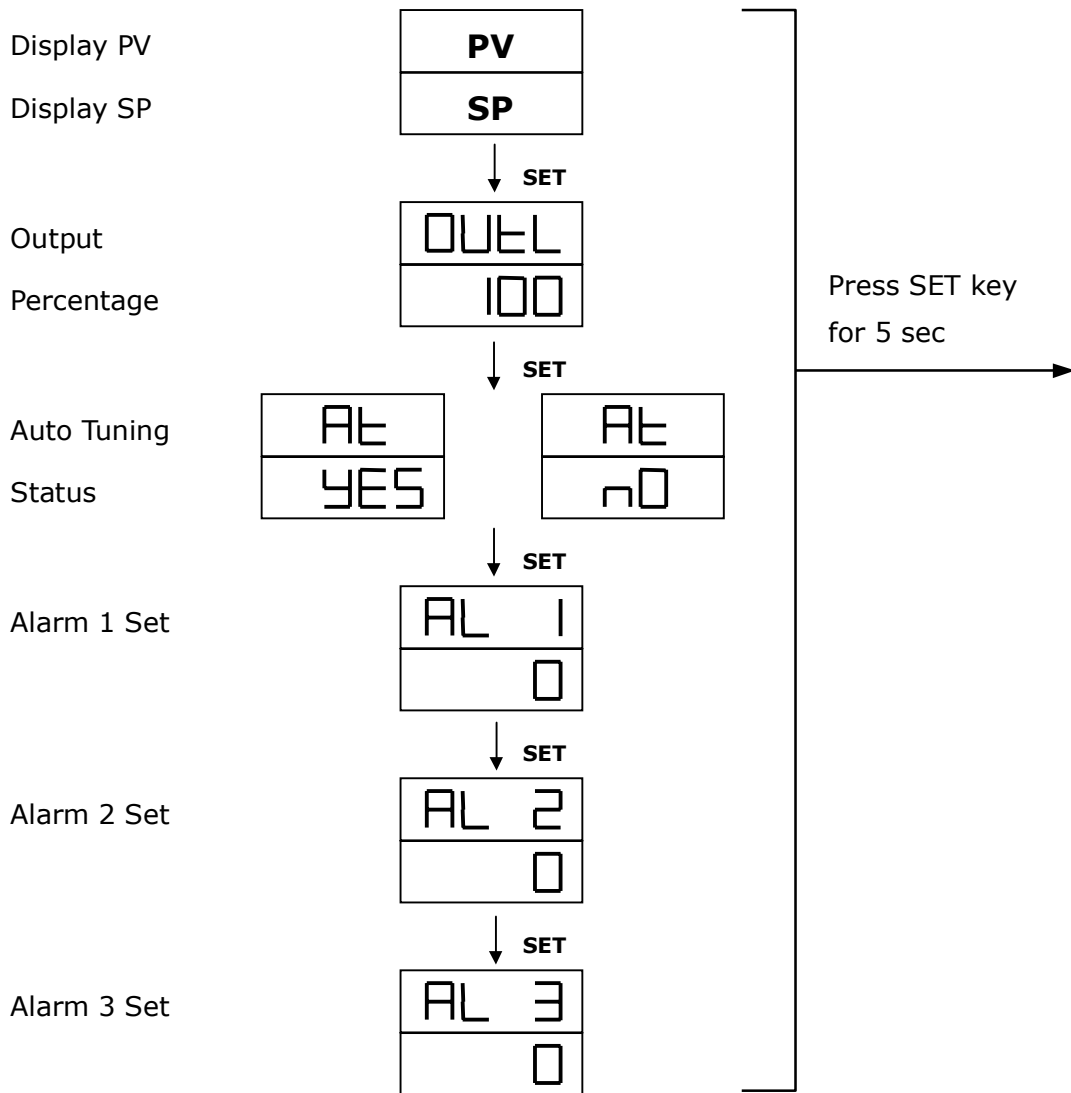 Display PV
PV
Display SP
SP
SET
Output
OUtL
Percentage
100
Press SET key
for 5 sec
SET
Auto Tuning
At
At
Status
YES
nO
SET
Alarm 1 Set
AL 1
0
SET
Alarm 2 Set
AL 2
0
SET
Alarm 3 Set
AL 3
0